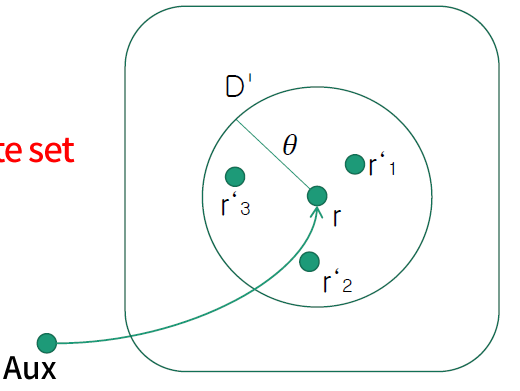 D'
θ
te set
r‘1
r‘3
r
r‘2
Aux